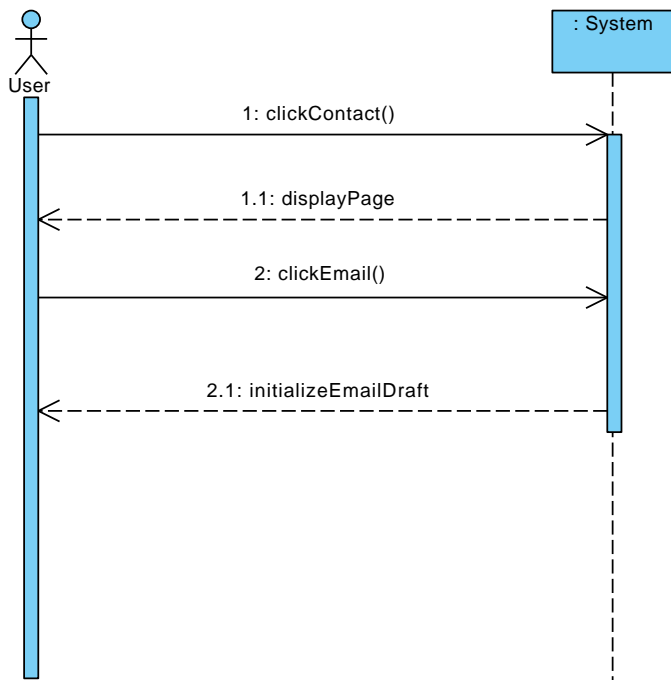 : System
User
1: clickContact()
1.1: displayPage
2: clickEmail()
2.1: initializeEmailDraft